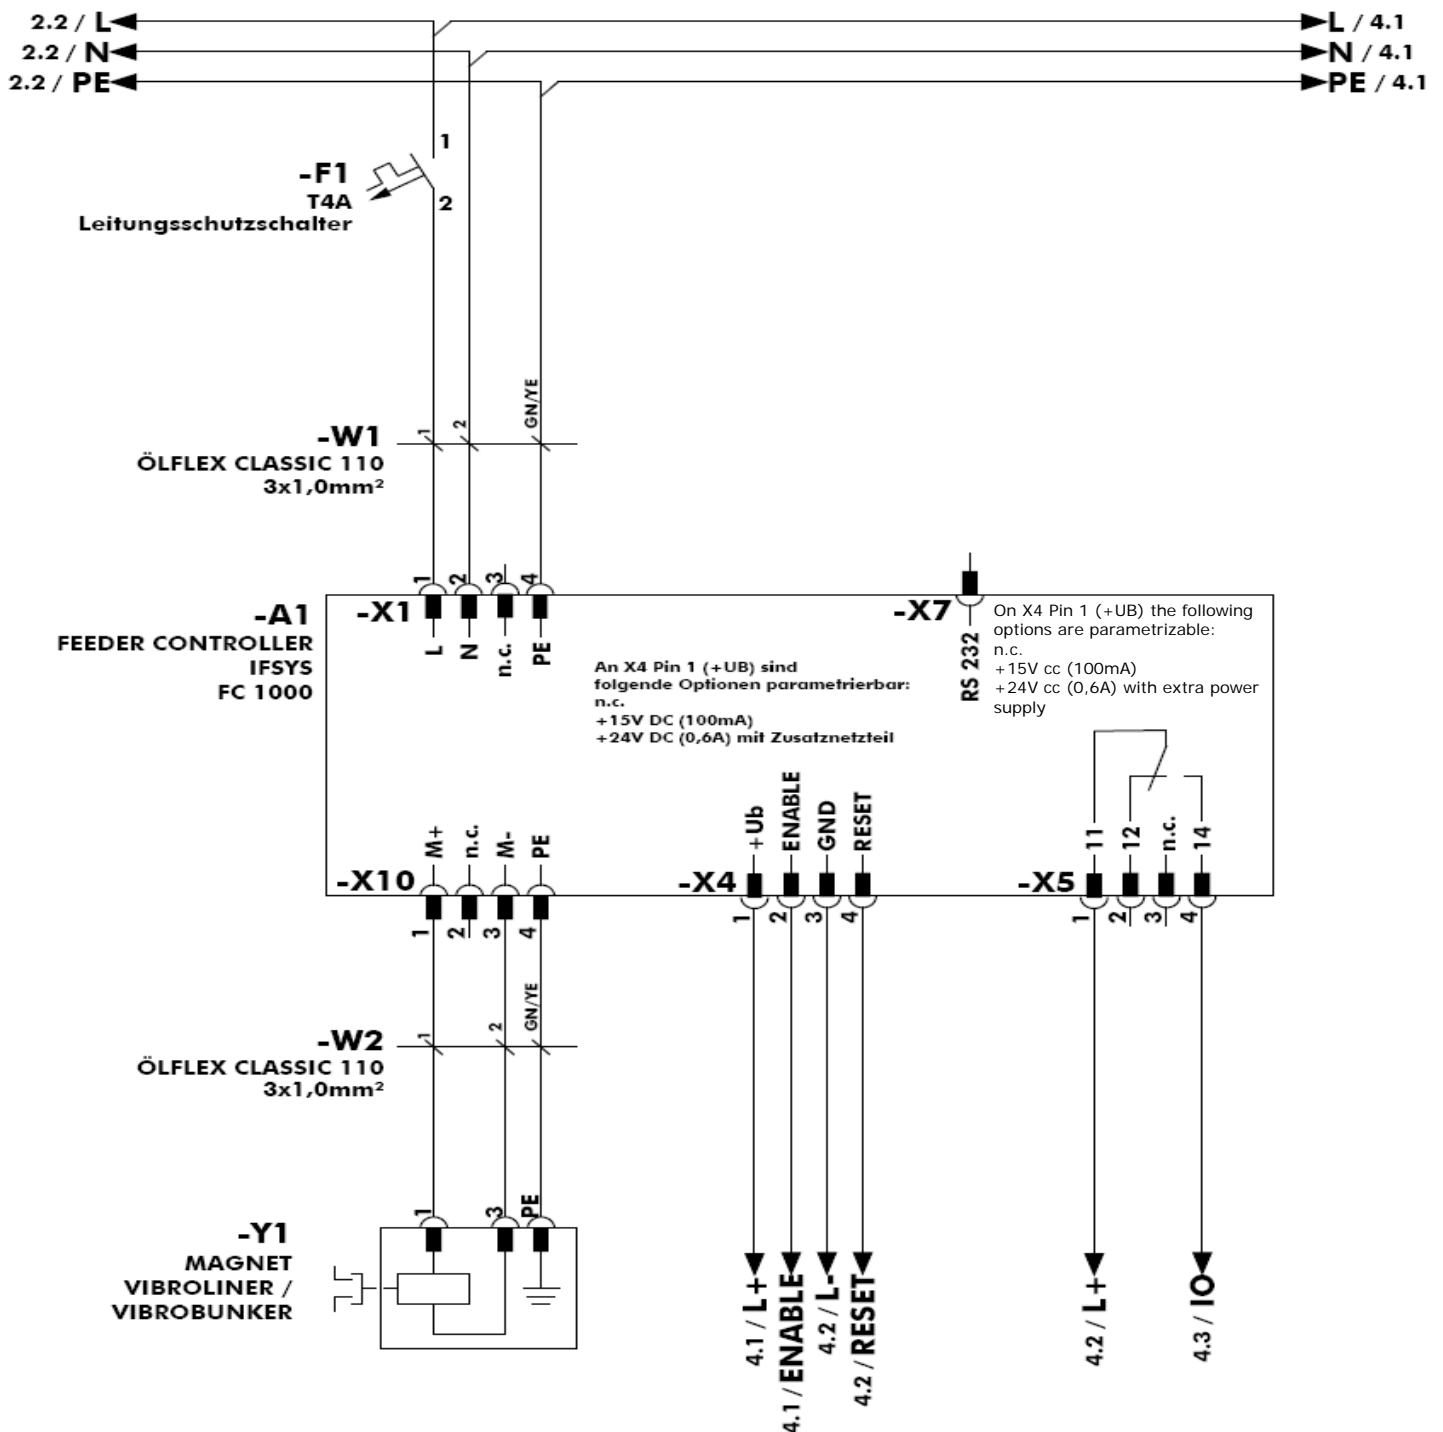 2.2 / L
L / 4.1
2.2 / N
N / 4.1
2.2 / PE
PE / 4.1
1
-F1
T4A
2
Leitungsschutzschalter
-W1
1
2
GN/YE
ÖLFLEX CLASSIC 110
3x1,0mm²
1
2
3
4
-A1
FEEDER CONTROLLER
IFSYS
FC 1000
-X1
L
N
n.c.
PE
-X7
RS 232
An X4 Pin 1 (+UB) sind
folgende Optionen parametrierbar:
n.c.
+15V DC (100mA)
+24V DC (0,6A) mit Zusatznetzteil
On X4 Pin 1 (+UB) the following
options are parametrizable:
n.c.
+15V cc (100mA)
+24V cc (0,6A) with extra power
supply
-X10
M+
n.c.
M-
PE
-X4
+Ub
ENABLE
GND
RESET
-X5
11
12
n.c.
14
1
2
3
4
1
2
3
4
1
2
3
4
-W2
1
2
GN/YE
ÖLFLEX CLASSIC 110
3x1,0mm²
-Y1
MAGNET
VIBROLINER /
VIBROBUNKER
1
3
PE
4.1 / L+
4.1 / ENABLE
4.2 / L-
4.2 / RESET
4.2 / L+
4.3 / IO